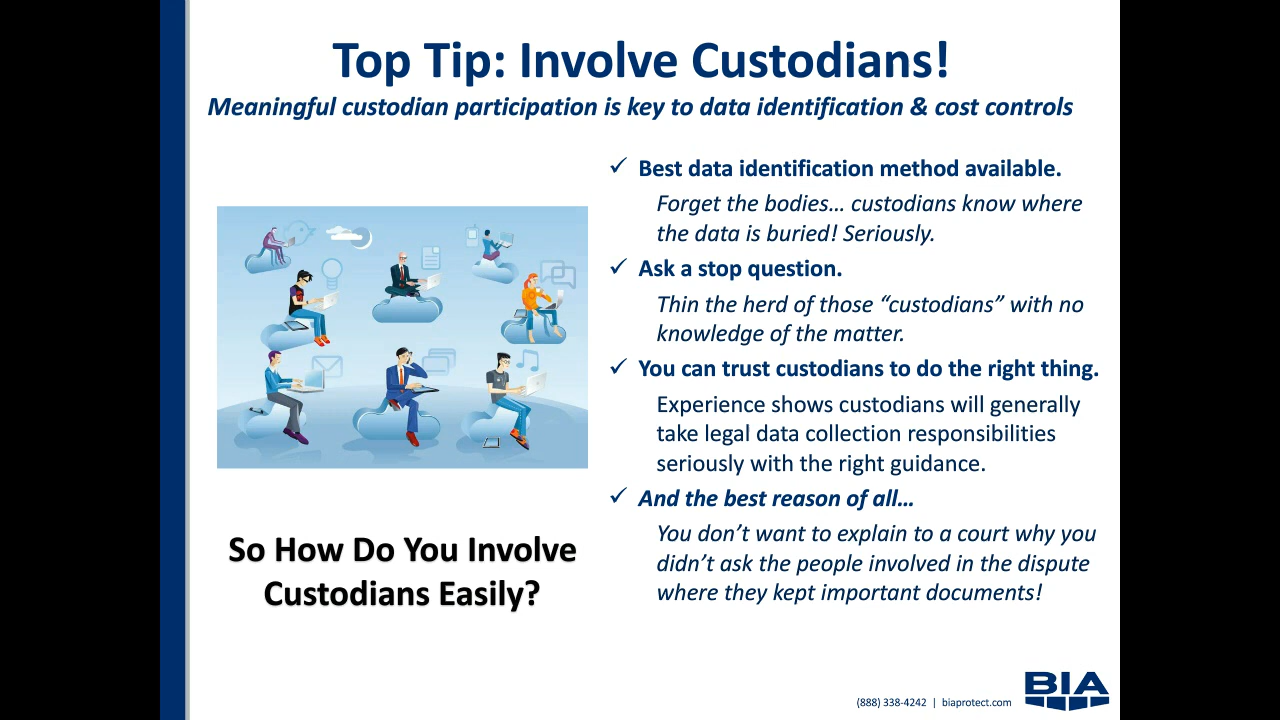 Top Tip: Involve Custodians!
Meaningful custodian participation is key to data identification & cost controls
✓ Best data identification method available.
Forget the bodies… custodians know where
the data is buried! Seriously.
✓ Ask a stop question.
Thin the herd of those “custodians” with no
knowledge of the matter.
✓ You can trust custodians to do the right thing.
Experience shows custodians will generally
take legal data collection responsibilities
seriously with the right guidance.
✓ And the best reason of all…
You don’t want to explain to a court why you
didn’t ask the people involved in the dispute
where they kept important documents!
So How Do You Involve
Custodians Easily?
(888) 338-4242 | biaprotect.com
BIA